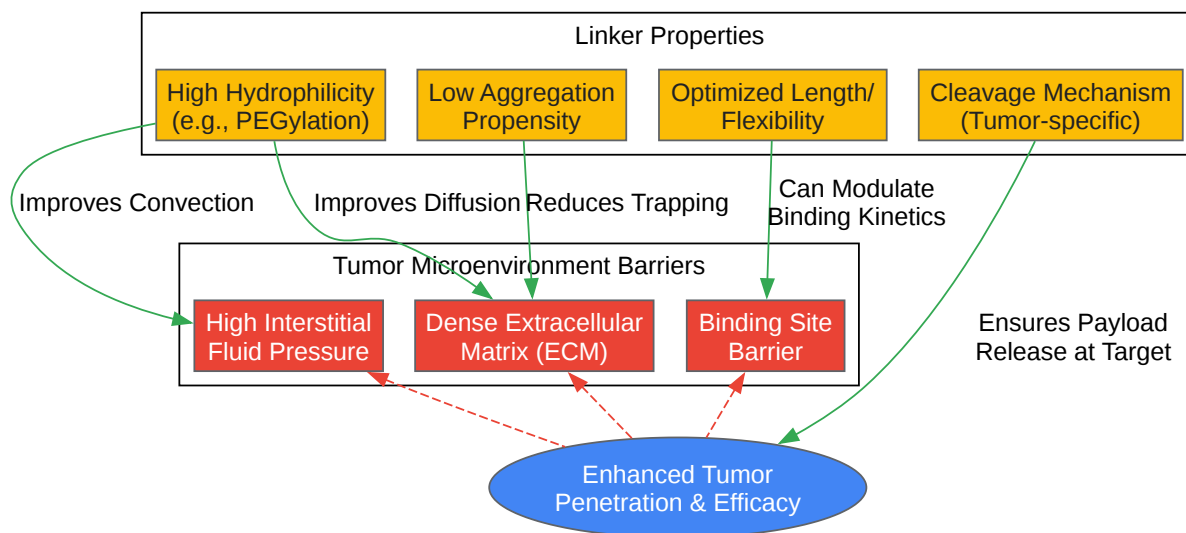 Linker Properties
High Hydrophilicity
(e.g., PEGylation)
Low Aggregation
Propensity
Optimized Length/
Flexibility
Cleavage Mechanism
(Tumor-specific)
Improves Convection
Improves Diffusion
Reduces Trapping
Can Modulate
Binding Kinetics
Tumor Microenvironment Barriers
High Interstitial
Fluid Pressure
Dense Extracellular
Matrix (ECM)
Binding Site
Barrier
Ensures Payload
Release at Target
Enhanced Tumor
Penetration & Efficacy